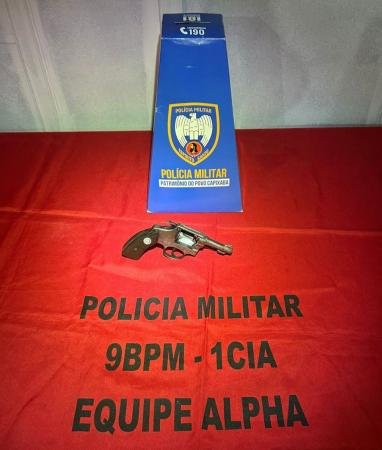 190
POLÍCIA MILITAR
POLÍCIA MILITAR
PATRIMÔNIO DO POVO CAPIXABA
POLICIA MILITAR
9BPM - 1CIA
EQUIPE ALPHA